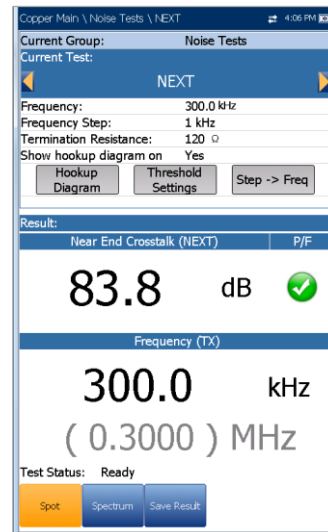 Copper Main \ Noise Tests \ NEXT 4:06 PM
Current Group: Noise Tests
Current Test:
NEXT
Frequency: 300.0 kHz
Frequency Step: 1 kHz
Termination Resistance: 120 Ω
Show hookup diagram on Yes
Hookup Diagram Threshold Settings Step -> Freq
Result:
Near End Crosstalk (NEXT) P/F
83.8 dB
Frequency (TX)
300.0 kHz
( 0.3000 ) MHz
Test Status: Ready
Spot Spectrum Save Result